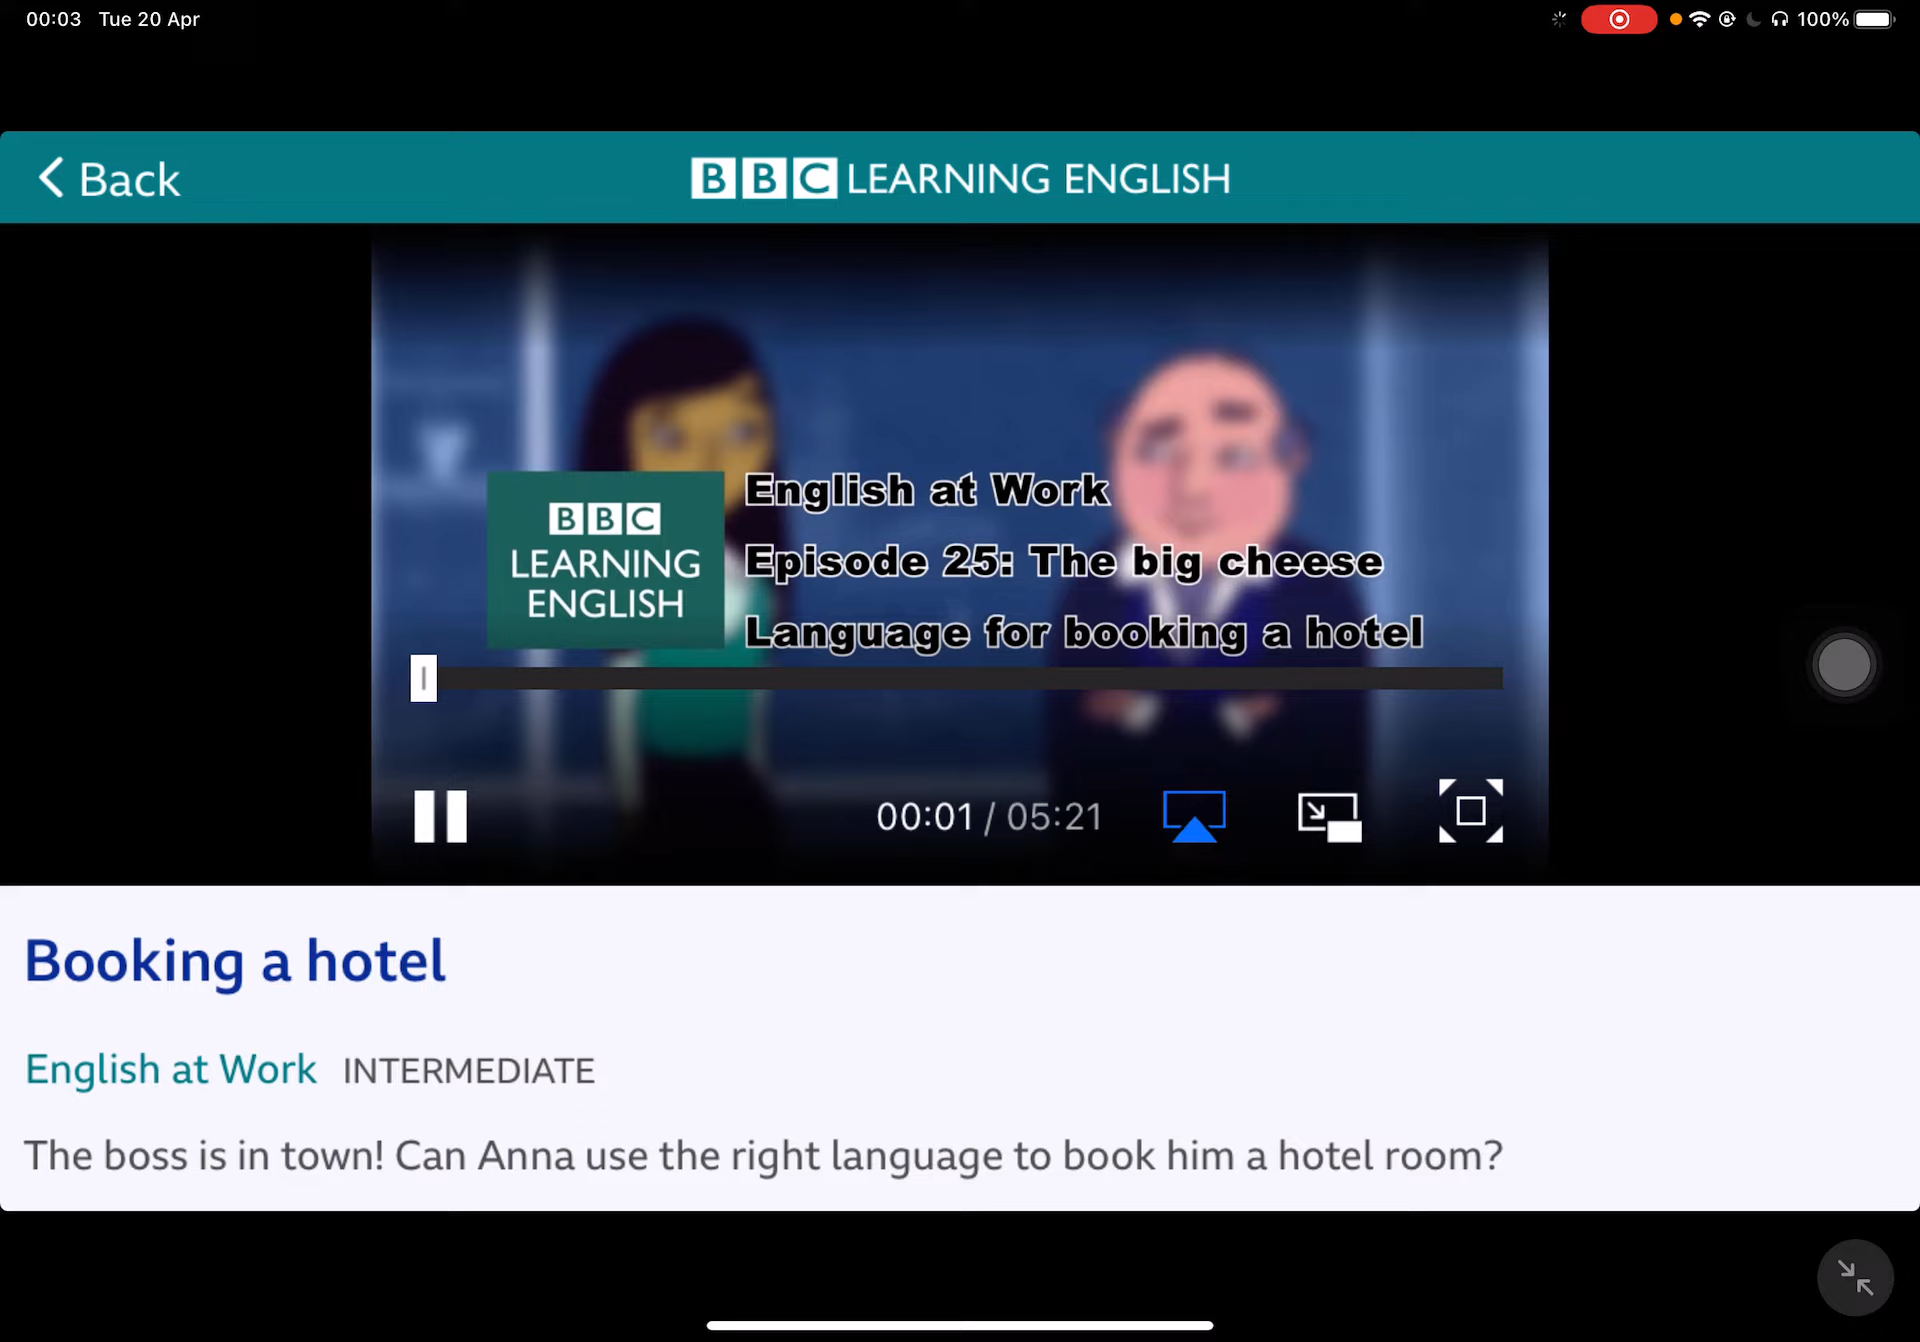 00:03 Tue 20 Apr
100%
Back
BBC LEARNING ENGLISH
English at Work
BBC
LEARNING
ENGLISH
Episode 25: The big cheese
Language for booking a hotel
00:01 / 05:21
Booking a hotel
English at Work INTERMEDIATE
The boss is in town! Can Anna use the right language to book him a hotel room?